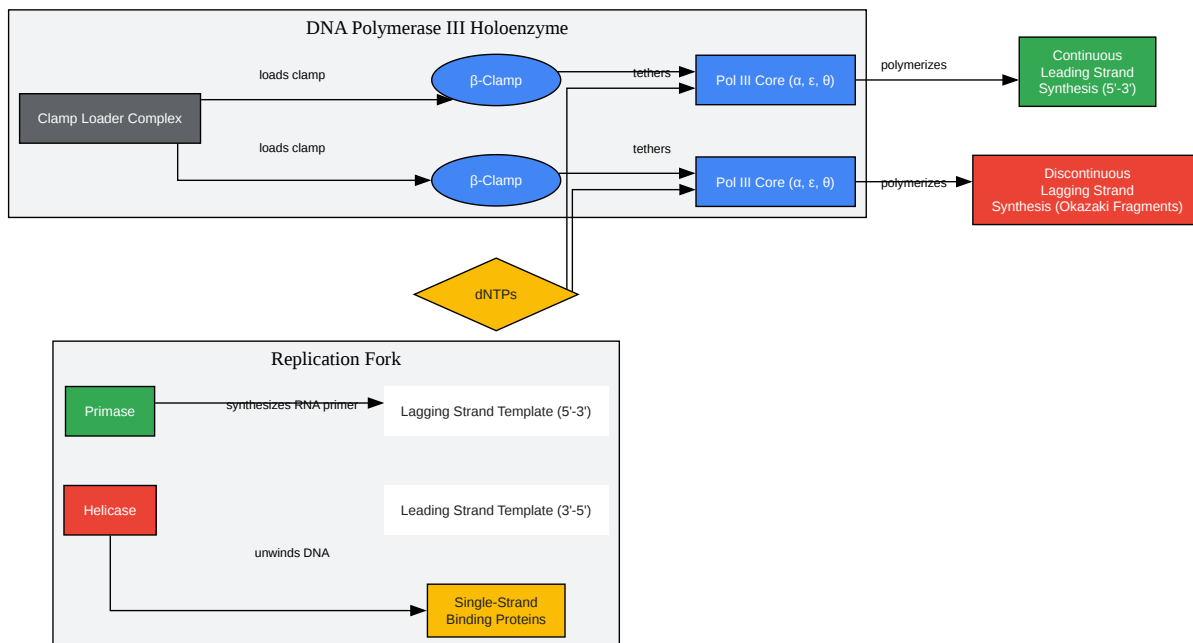 DNA Polymerase III Holoenzyme
loads clamp
β-Clamp
tethers
Pol III Core (α, ε, θ)
polymerizes
Continuous
Leading Strand
Synthesis (5'-3')
Clamp Loader Complex
loads clamp
β-Clamp
tethers
Pol III Core (α, ε, θ)
polymerizes
Discontinuous
Lagging Strand
Synthesis (Okazaki Fragments)
dNTPs
Replication Fork
Primase
synthesizes RNA primer
Lagging Strand Template (5'-3')
Helicase
Leading Strand Template (3'-5')
unwinds DNA
Single-Strand
Binding Proteins